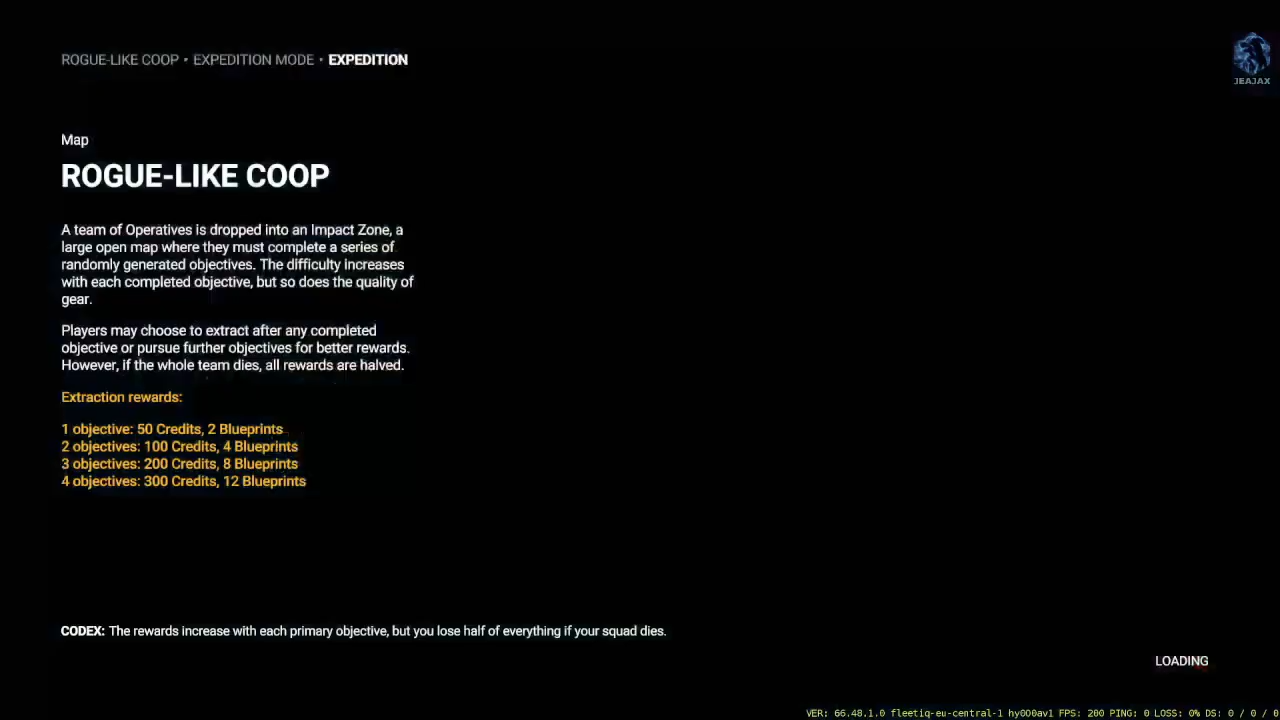 ROGUE-LIKE COOP • EXPEDITION MODE • EXPEDITION
JEAJAX
Map
ROGUE-LIKE COOP
A team of Operatives is dropped into an Impact Zone, a
large open map where they must complete a series of
randomly generated objectives. The difficulty increases
with each completed objective, but so does the quality of
gear.
Players may choose to extract after any completed
objective or pursue further objectives for better rewards.
However, if the whole team dies, all rewards are halved.
Extraction rewards:
1 objective: 50 Credits, 2 Blueprints
2 objectives: 100 Credits, 4 Blueprints
3 objectives: 200 Credits, 8 Blueprints
4 objectives: 300 Credits, 12 Blueprints
CODEX: The rewards increase with each primary objective, but you lose half of everything if your squad dies.
LOADING
VER: 66.48.1.0 fleetiq-eu-central-1 hy000av1 FPS: 200 PING: 0 LOSS: 0% DS: 0 / 0 / 0